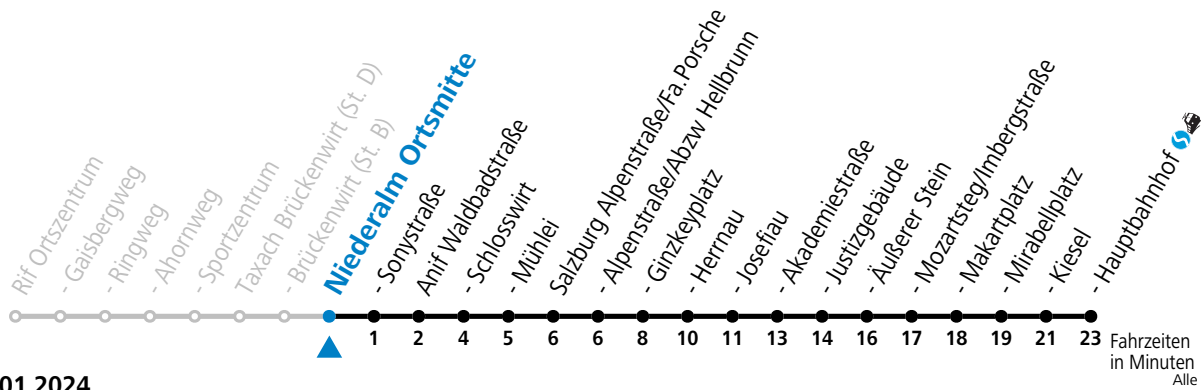 Rif Ortszentrum
- Gaisbergweg
- Ringweg
- Ahornweg
- Sportzentrum
Taxach Brückenwirt (St. D)
- Brückenwirt (St. B)
Niederalm Ortsmitte
- Sonystraße
Anif Waldbadstraße
- Schlosswirt
- Mühlei
Salzburg Alpenstraße/Fa. Porsche
- Alpenstraße/Abzw Hellbrunn
- Ginzkeyplatz
- Herrnau
- Josefiau
- Akademiestraße
- Justizgebäude
- Äußerer Stein
- Mozartsteg/Imbergstraße
- Makartplatz
- Mirabellplatz
- Kiesel
- Hauptbahnhof
1 2 4 5 6 6 8 10 11 13 14 16 17 18 19 21 23 Fahrzeiten
in Minuten
Alle
01 2024